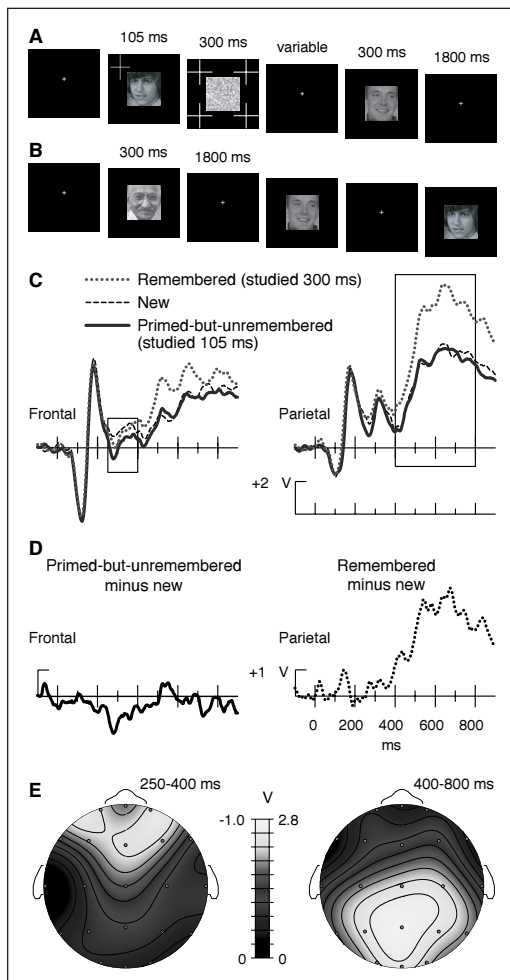 A
105 ms 300 ms variable 300 ms 1800 ms
B
300 ms 1800 ms
C
Remembered (studied 300 ms)
New
Primed-but-unremembered
(studied 105 ms)
Frontal Parietal
+2 V
D
Primed-but-unremembered
minus new
Remembered
minus new
Frontal Parietal
+1 V
0 200 400 600 800
ms
E
250-400 ms V 400-800 ms
-1.0 2.8
0 0